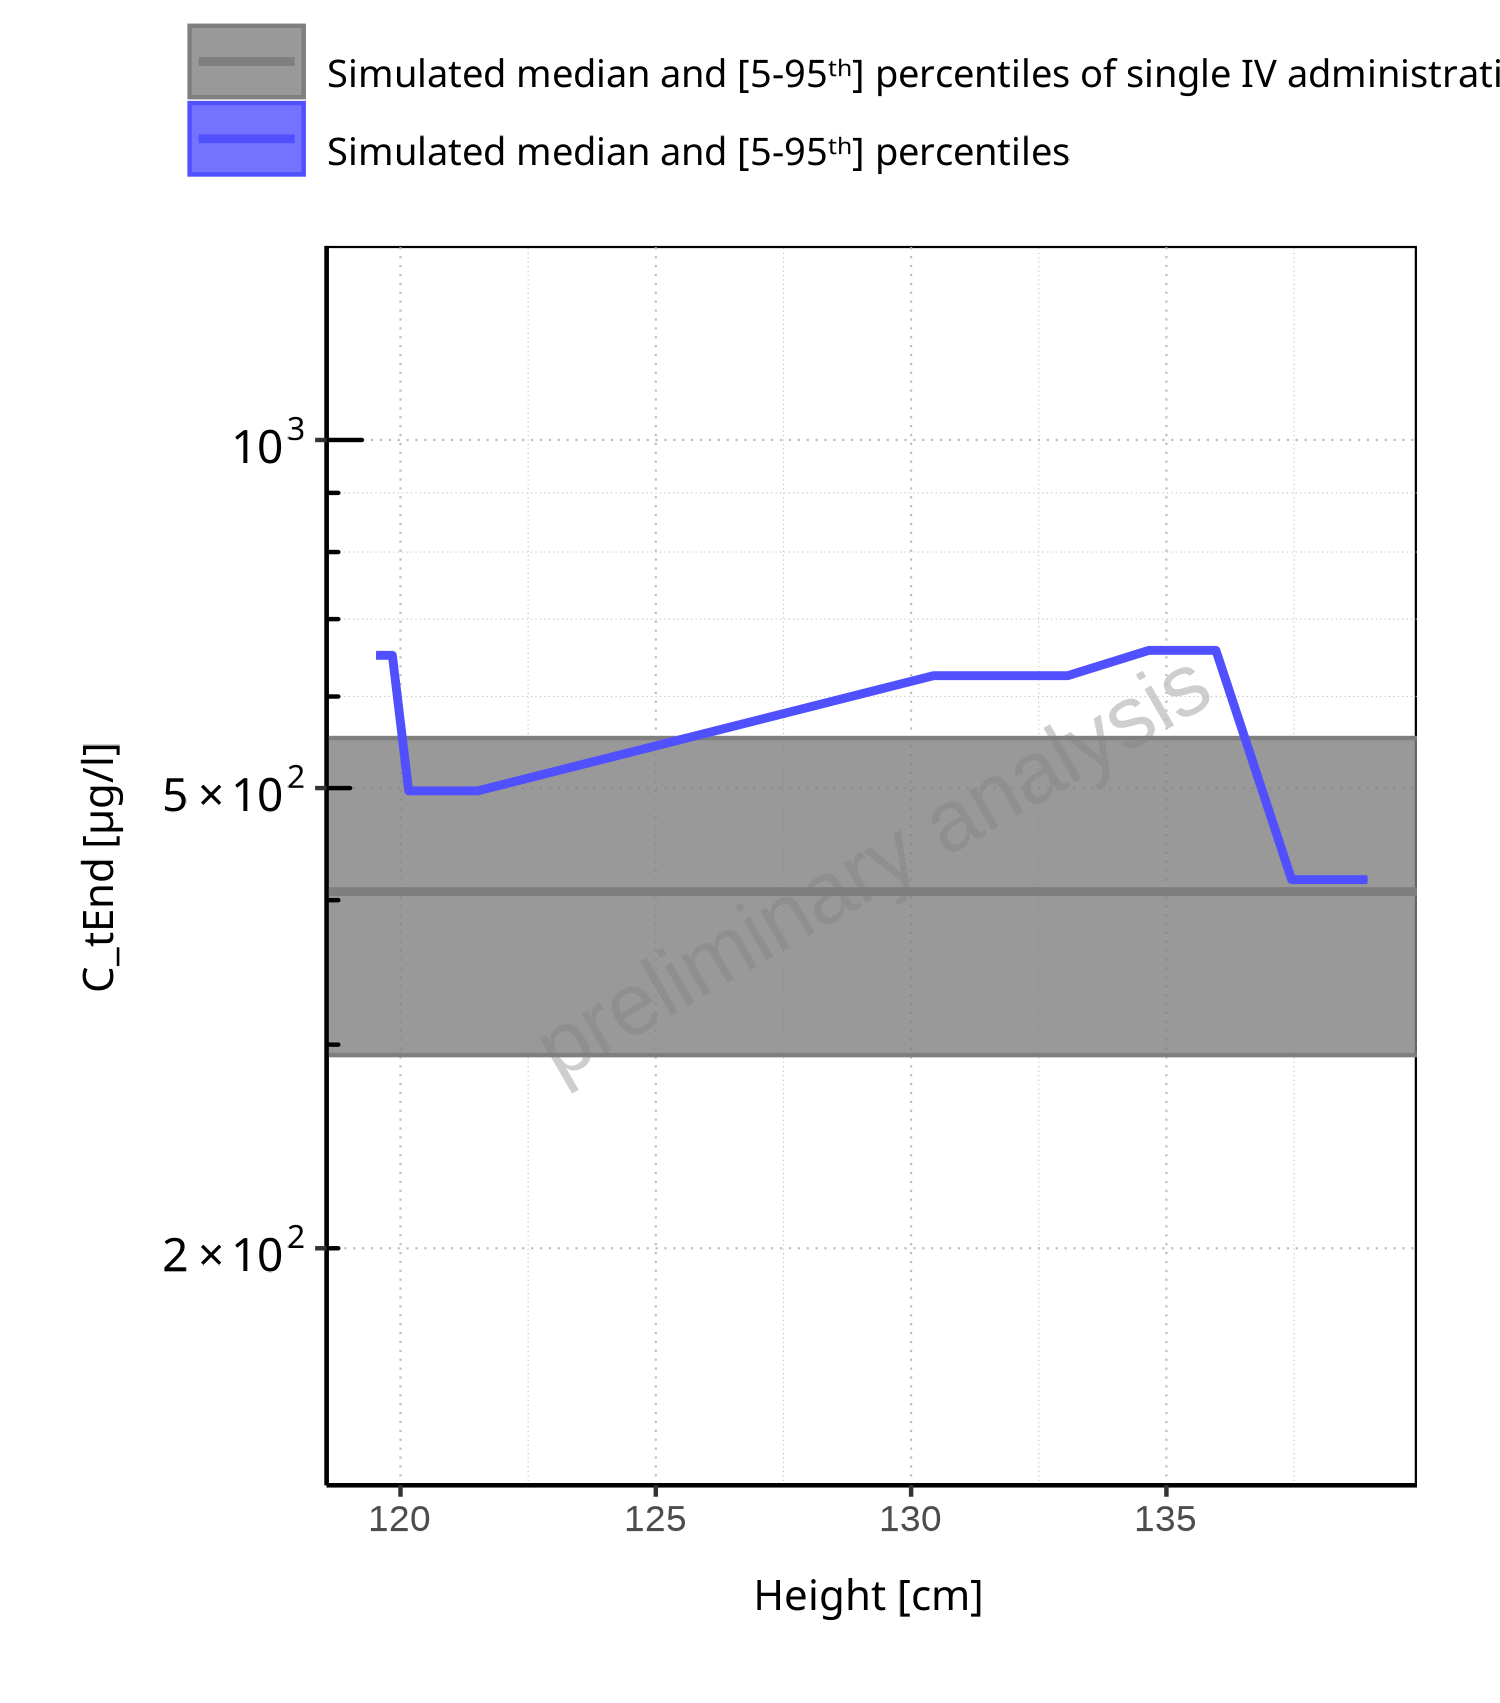 Simulated median and [5-95ᵗʰ] percentiles of single IV administrati
Simulated median and [5-95ᵗʰ] percentiles
10³
5 × 10²
2 × 10²
C_tEnd [µg/l]
preliminary analysis
120 125 130 135
Height [cm]